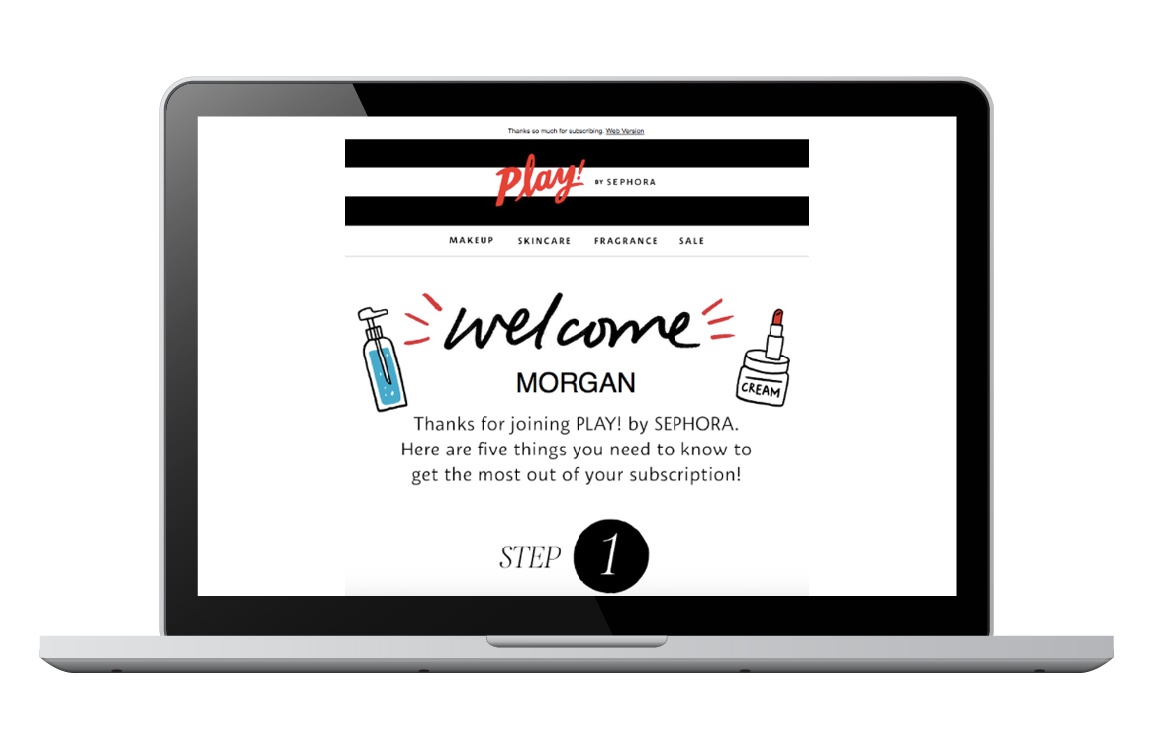 Thanks so much for subscribing. Web Version
Play! BY SEPHORA
MAKEUP SKINCARE FRAGRANCE SALE
welcome
MORGAN
CREAM
Thanks for joining PLAY! by SEPHORA.
Here are five things you need to know to
get the most out of your subscription!
STEP 1